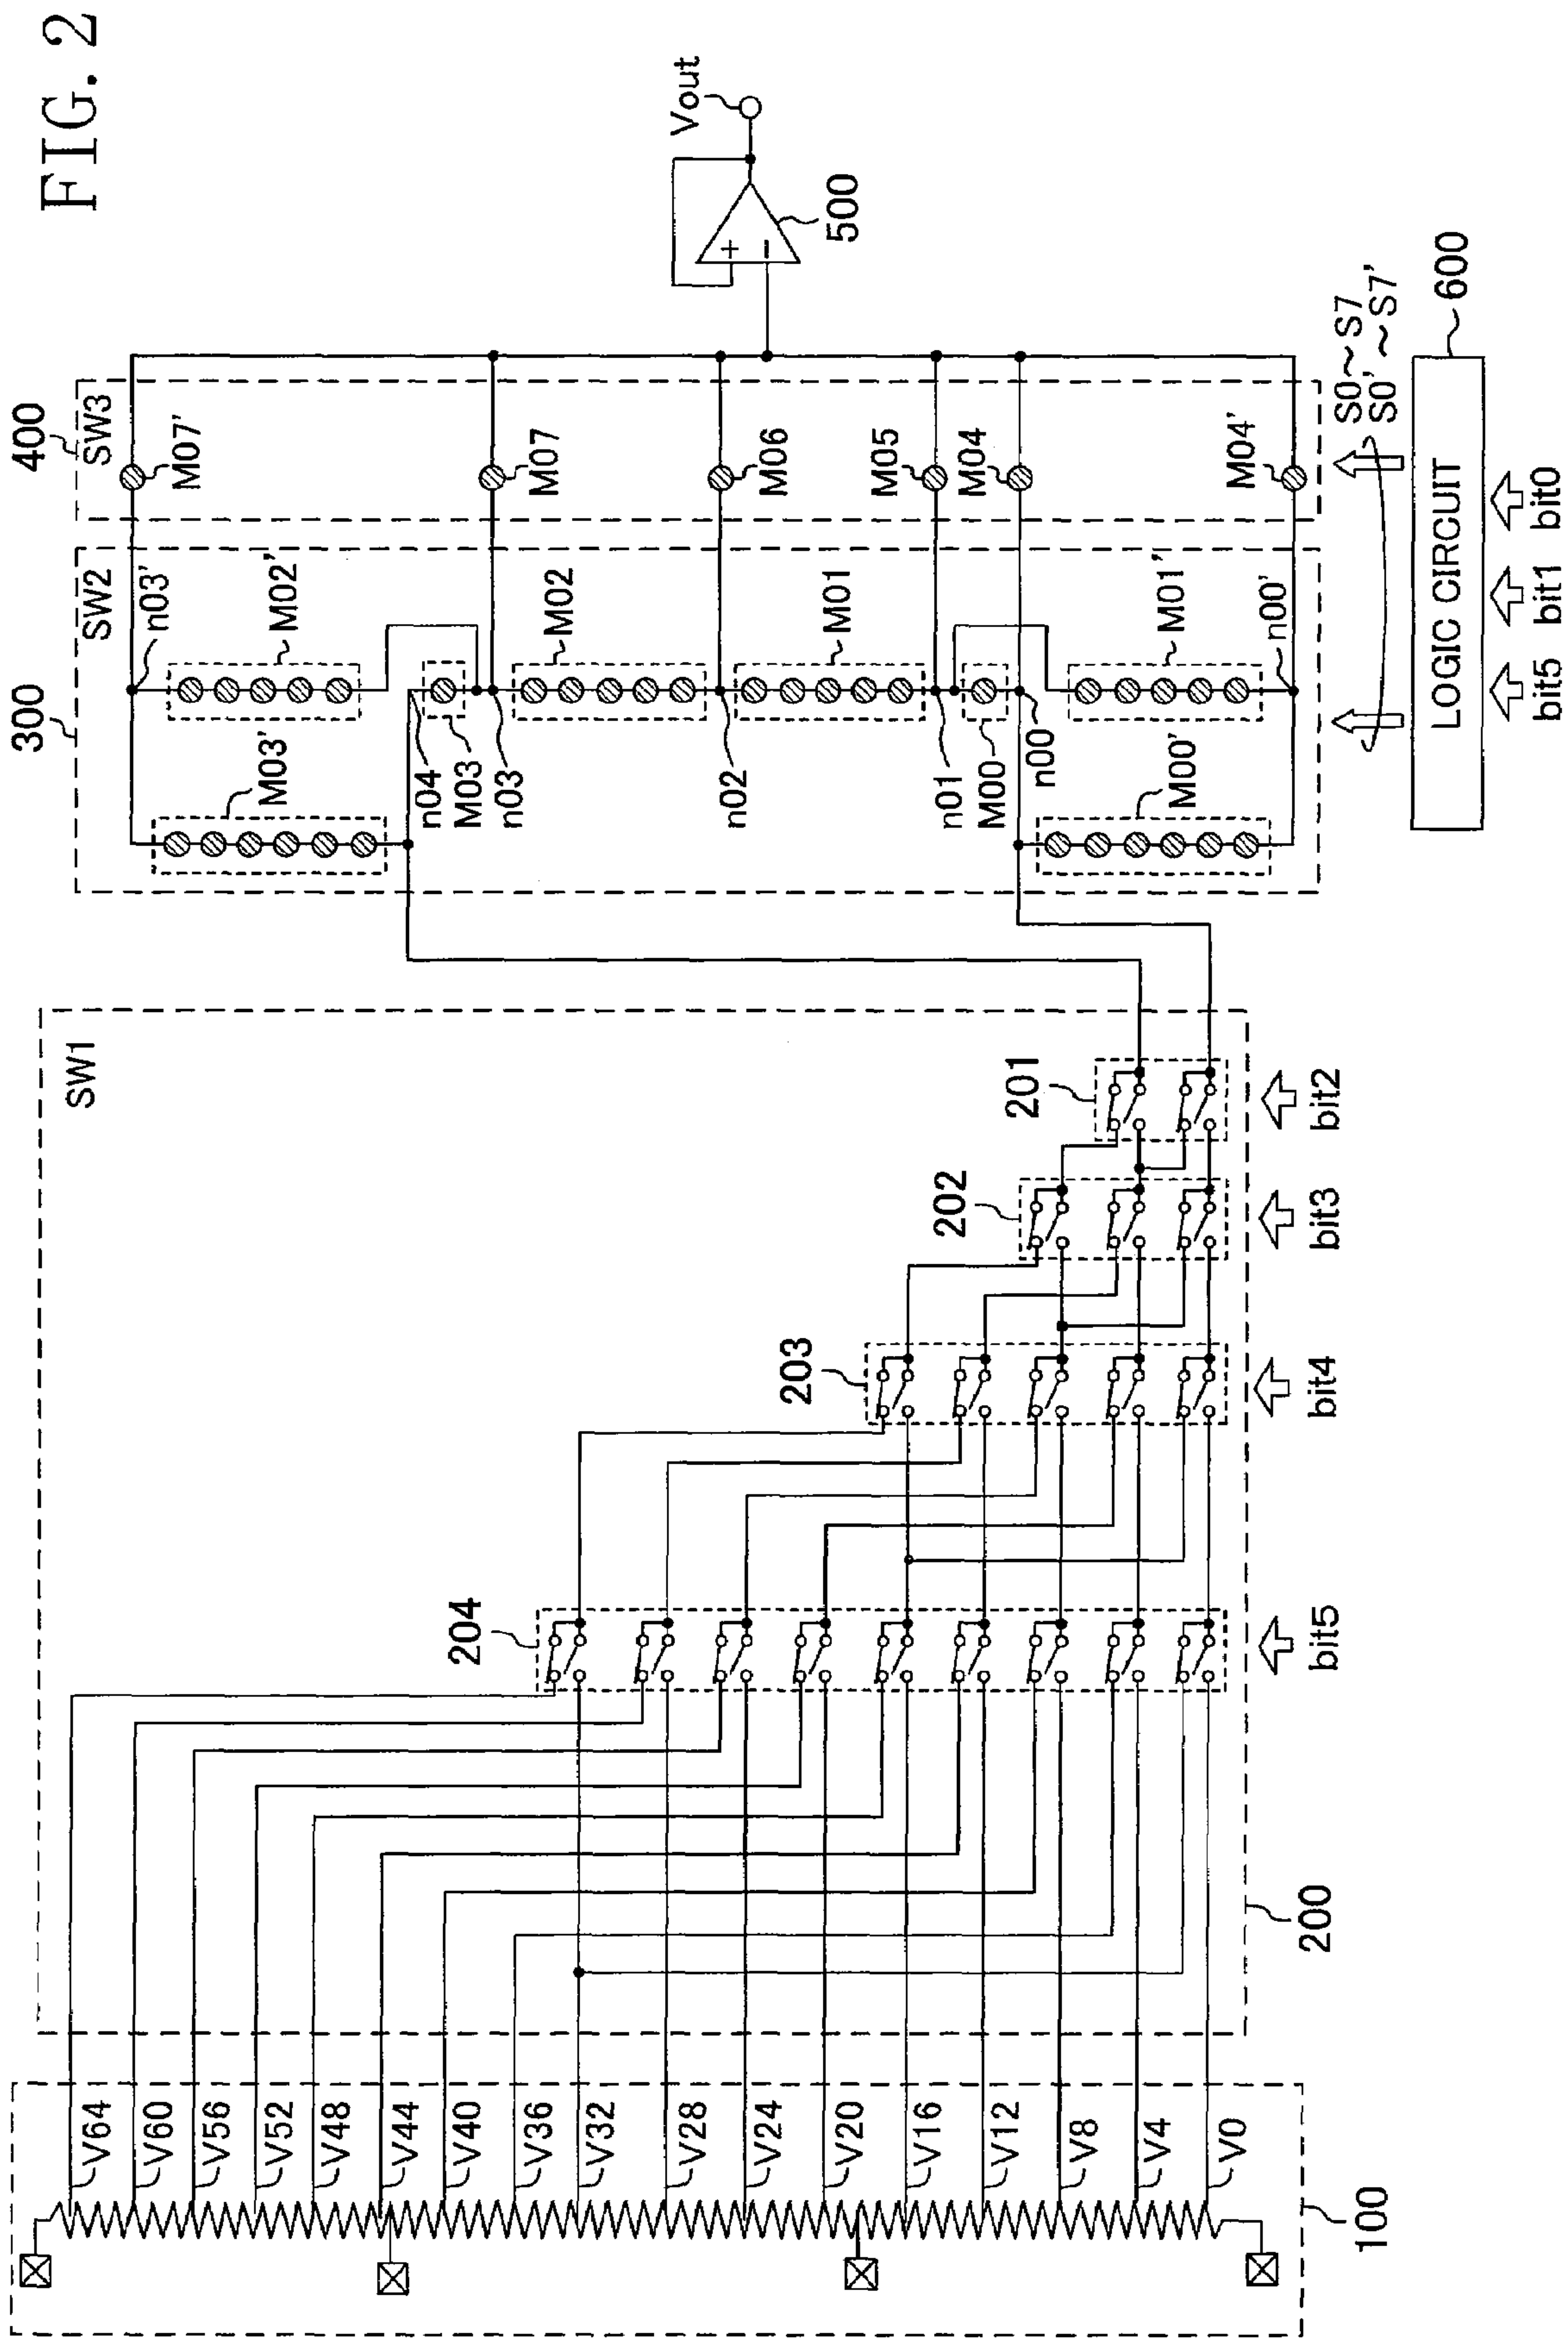 FIG. 2
400
SW3
M07'
M07
M06
M05
M04
M04'
Vout
+
−
500
300
SW2
n03'
M02'
M03'
n04
M03
n03
M02
n02
M01
n01
M00
n00
M01'
n00'
M00'
S0~S7
S0'~S7'
600
LOGIC CIRCUIT
bit5
bit1
bit0
SW1
201
202
203
204
bit2
bit3
bit4
bit5
200
V64
V60
V56
V52
V48
V44
V40
V36
V32
V28
V24
V20
V16
V12
V8
V4
V0
100